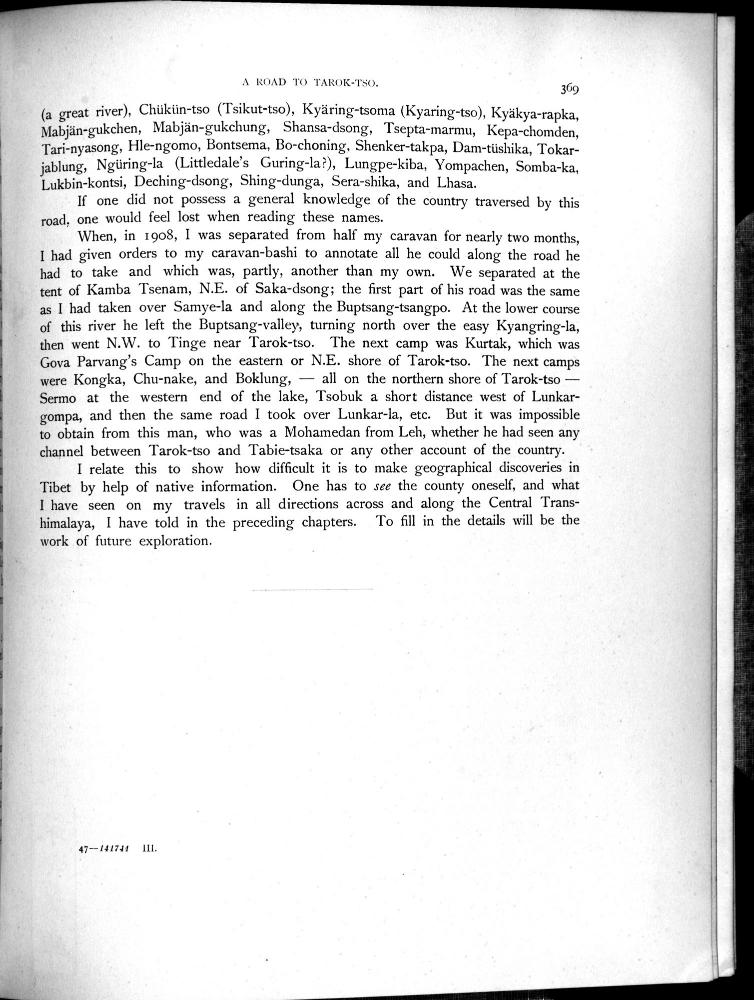 A ROAD TO TAROK-TSO.
369
(a great river), Chükün-tso (Tsikut-tso), Kyäring-tsoma (Kyaring-tso), Kyäkya-rapka,
Mabjän-gukchen, Mabjän-gukchung, Shansa-dsong, Tsepta-marmu, Kepa-chomden,
Tari-nyasong, Hle-ngomo, Bontsema, Bo-choning, Shenker-takpa, Dam-tüshika, Tokar-
jablung, Ngüring-la (Littledale's Guring-la?), Lungpe-kiba, Yompachen, Somba-ka,
Lukbin-kontsi, Deching-dsong, Shing-dunga, Sera-shika, and Lhasa.
If one did not possess a general knowledge of the country traversed by this
road, one would feel lost when reading these names.
When, in 1908, I was separated from half my caravan for nearly two months,
I had given orders to my caravan-bashi to annotate all he could along the road he
had to take and which was, partly, another than my own. We separated at the
tent of Kamba Tsenam, N.E. of Saka-dsong; the first part of his road was the same
as I had taken over Samye-la and along the Buptsang-tsangpo. At the lower course
of this river he left the Buptsang-valley, turning north over the easy Kyangring-la,
then went N.W. to Tinge near Tarok-tso. The next camp was Kurtak, which was
Gova Parvang's Camp on the eastern or N.E. shore of Tarok-tso. The next camps
were Kongka, Chu-nake, and Boklung, — all on the northern shore of Tarok-tso —
Sermo at the western end of the lake, Tsobuk a short distance west of Lunkar-
gompa, and then the same road I took over Lunkar-la, etc. But it was impossible
to obtain from this man, who was a Mohamedan from Leh, whether he had seen any
channel between Tarok-tso and Tabie-tsaka or any other account of the country.
I relate this to show how difficult it is to make geographical discoveries in
Tibet by help of native information. One has to see the county oneself, and what
I have seen on my travels in all directions across and along the Central Trans-
himalaya, I have told in the preceding chapters. To fill in the details will be the
work of future exploration.
47—141741 III.